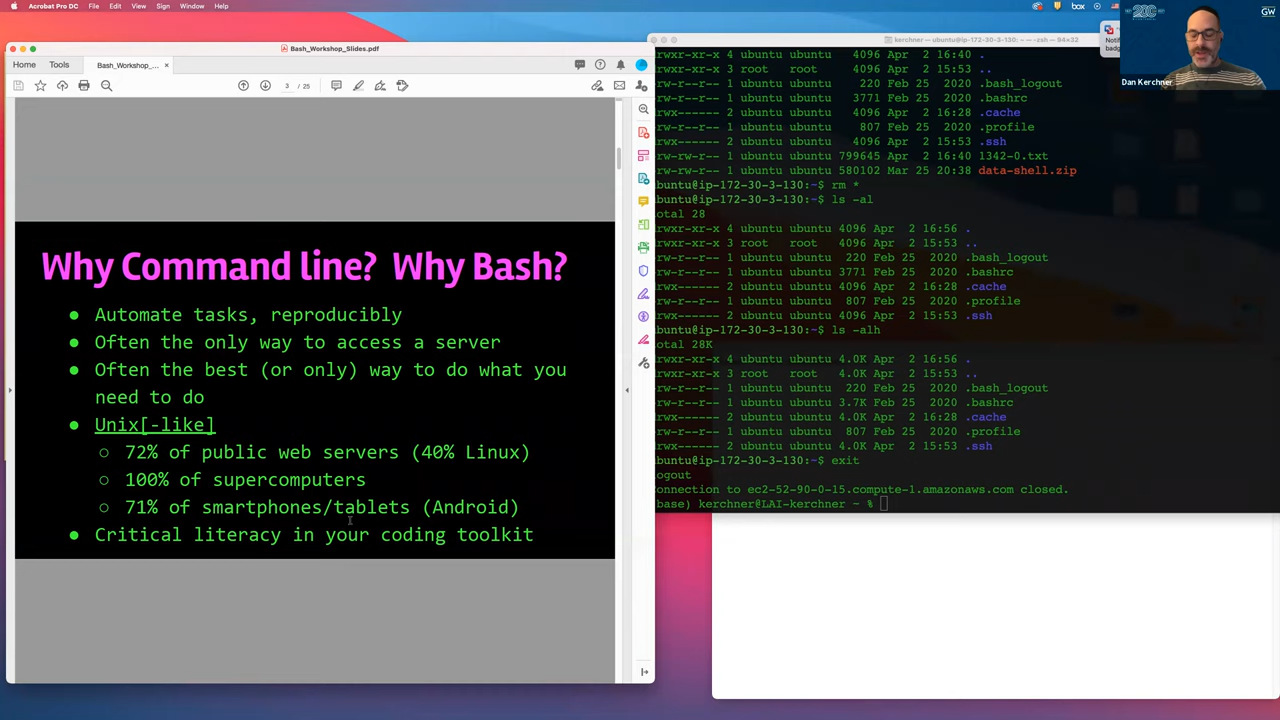 Acrobat Pro DC File Edit View Sign Window Help
box
Bash_Workshop_Slides.pdf
Home Tools Bash_Workshop_... ×
3 / 25
Why Command line? Why Bash?
● Automate tasks, reproducibly
● Often the only way to access a server
● Often the best (or only) way to do what you
need to do
● Unix[-like]
○ 72% of public web servers (40% Linux)
○ 100% of supercomputers
○ 71% of smartphones/tablets (Android)
● Critical literacy in your coding toolkit
kerchner — ubuntu@ip-172-30-3-130: ~ — -zsh — 94×32
rwxr-xr-x 4 ubuntu ubuntu 4096 Apr 2 16:40 .
rwxr-xr-x 3 root root 4096 Apr 2 15:53 ..
rw-r--r-- 1 ubuntu ubuntu 220 Feb 25 2020 .bash_logout
rw-r--r-- 1 ubuntu ubuntu 3771 Feb 25 2020 .bashrc
rwx------ 2 ubuntu ubuntu 4096 Apr 2 16:28 .cache
rw-r--r-- 1 ubuntu ubuntu 807 Feb 25 2020 .profile
rwx------ 2 ubuntu ubuntu 4096 Apr 2 15:53 .ssh
rw-rw-r-- 1 ubuntu ubuntu 799645 Apr 2 16:40 1342-0.txt
rw-rw-r-- 1 ubuntu ubuntu 580102 Mar 25 20:38 data-shell.zip
buntu@ip-172-30-3-130:~$ rm *
buntu@ip-172-30-3-130:~$ ls -al
otal 28
rwxr-xr-x 4 ubuntu ubuntu 4096 Apr 2 16:56 .
rwxr-xr-x 3 root root 4096 Apr 2 15:53 ..
rw-r--r-- 1 ubuntu ubuntu 220 Feb 25 2020 .bash_logout
rw-r--r-- 1 ubuntu ubuntu 3771 Feb 25 2020 .bashrc
rwx------ 2 ubuntu ubuntu 4096 Apr 2 16:28 .cache
rw-r--r-- 1 ubuntu ubuntu 807 Feb 25 2020 .profile
rwx------ 2 ubuntu ubuntu 4096 Apr 2 15:53 .ssh
buntu@ip-172-30-3-130:~$ ls -alh
otal 28K
rwxr-xr-x 4 ubuntu ubuntu 4.0K Apr 2 16:56 .
rwxr-xr-x 3 root root 4.0K Apr 2 15:53 ..
rw-r--r-- 1 ubuntu ubuntu 220 Feb 25 2020 .bash_logout
rw-r--r-- 1 ubuntu ubuntu 3.7K Feb 25 2020 .bashrc
rwx------ 2 ubuntu ubuntu 4.0K Apr 2 16:28 .cache
rw-r--r-- 1 ubuntu ubuntu 807 Feb 25 2020 .profile
rwx------ 2 ubuntu ubuntu 4.0K Apr 2 15:53 .ssh
buntu@ip-172-30-3-130:~$ exit
logout
onnection to ec2-52-90-0-15.compute-1.amazonaws.com closed.
base) kerchner@LAI-kerchner ~ %
Notif
badg
Dan Kerchner
GW